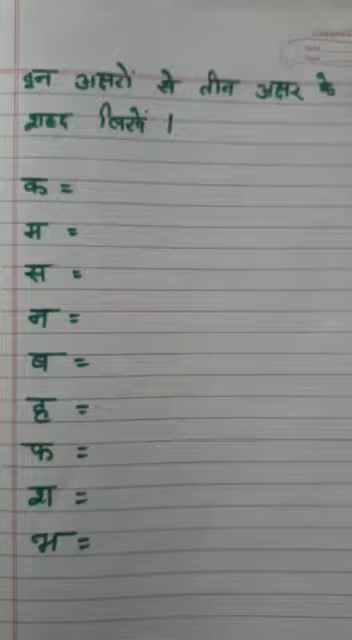 इन अक्षरों से तीन अक्षर के
शब्द लिखें ।
क =
म =
स =
न =
ब =
ह =
फ =
श =
भ =